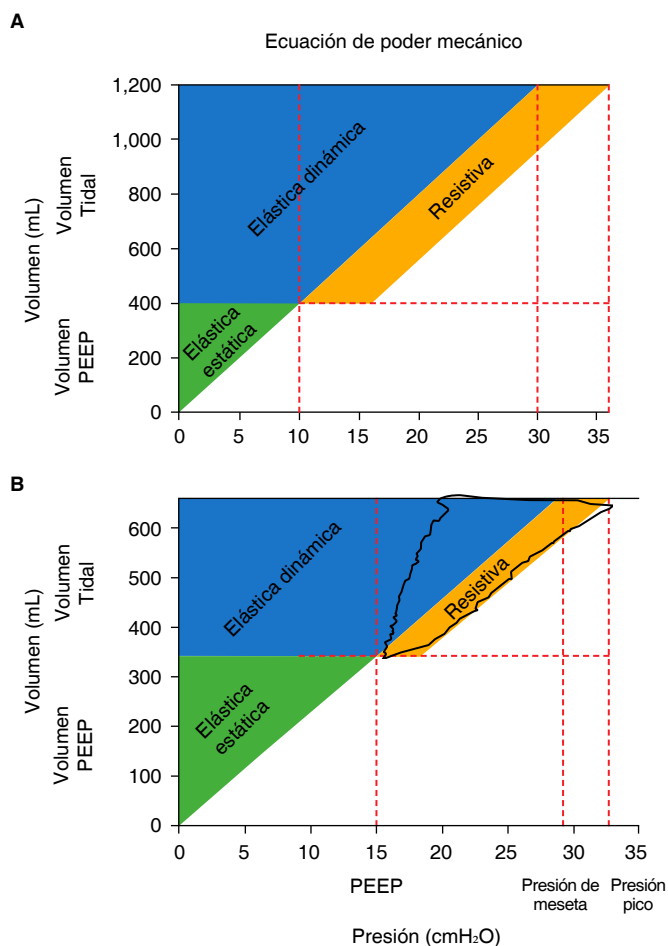 A
Ecuación de poder mecánico
Volumen (mL)
Volumen
Tidal
Volumen
PEEP
1,200
1,000
800
600
400
200
0
Elástica dinámica
Resistiva
Elástica
estática
0 5 10 15 20 25 30 35
B
Volumen (mL)
Volumen
Tidal
Volumen
PEEP
600
500
400
300
200
100
0
Elástica dinámica
Resistiva
Elástica
estática
0 5 10 15 20 25 30 35
PEEP
Presión de
meseta
Presión
pico
Presión (cmH₂O)